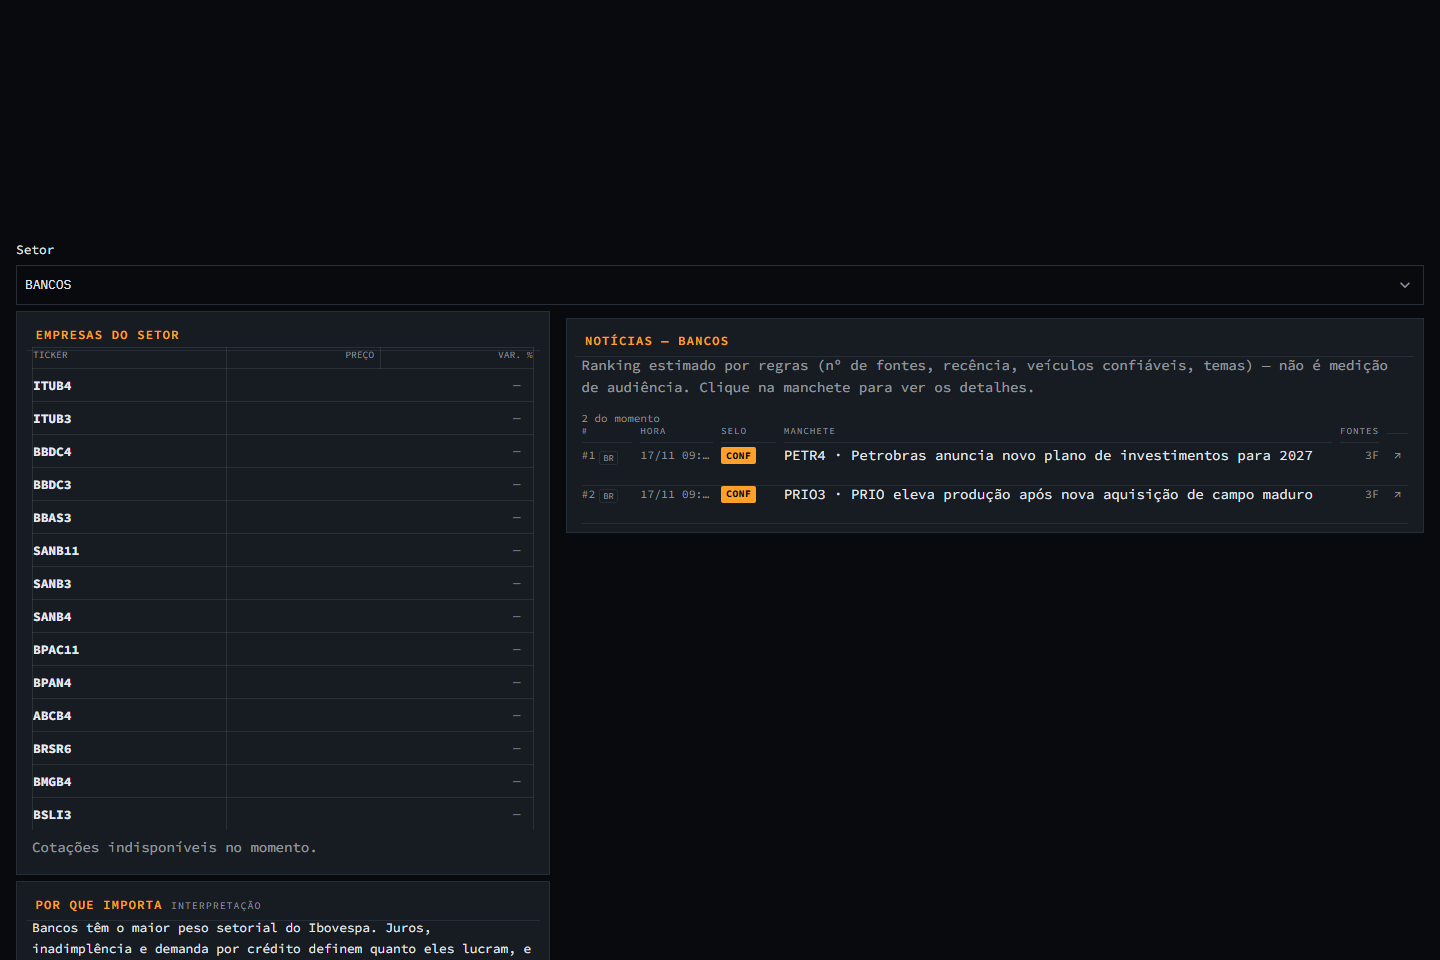 Setor
BANCOS
EMPRESAS DO SETOR
TICKER PREÇO VAR. %
ITUB4 —
ITUB3 —
BBDC4 —
BBDC3 —
BBAS3 —
SANB11 —
SANB3 —
SANB4 —
BPAC11 —
BPAN4 —
ABCB4 —
BRSR6 —
BMGB4 —
BSLI3 —
Cotações indisponíveis no momento.
POR QUE IMPORTA INTERPRETAÇÃO
Bancos têm o maior peso setorial do Ibovespa. Juros,
inadimplência e demanda por crédito definem quanto eles lucram, e
NOTÍCIAS — BANCOS
Ranking estimado por regras (nº de fontes, recência, veículos confiáveis, temas) — não é medição
de audiência. Clique na manchete para ver os detalhes.
2 do momento
# HORA SELO MANCHETE FONTES
#1 BR 17/11 09:… CONF PETR4 · Petrobras anuncia novo plano de investimentos para 2027 3F ↗
#2 BR 17/11 09:… CONF PRIO3 · PRIO eleva produção após nova aquisição de campo maduro 3F ↗